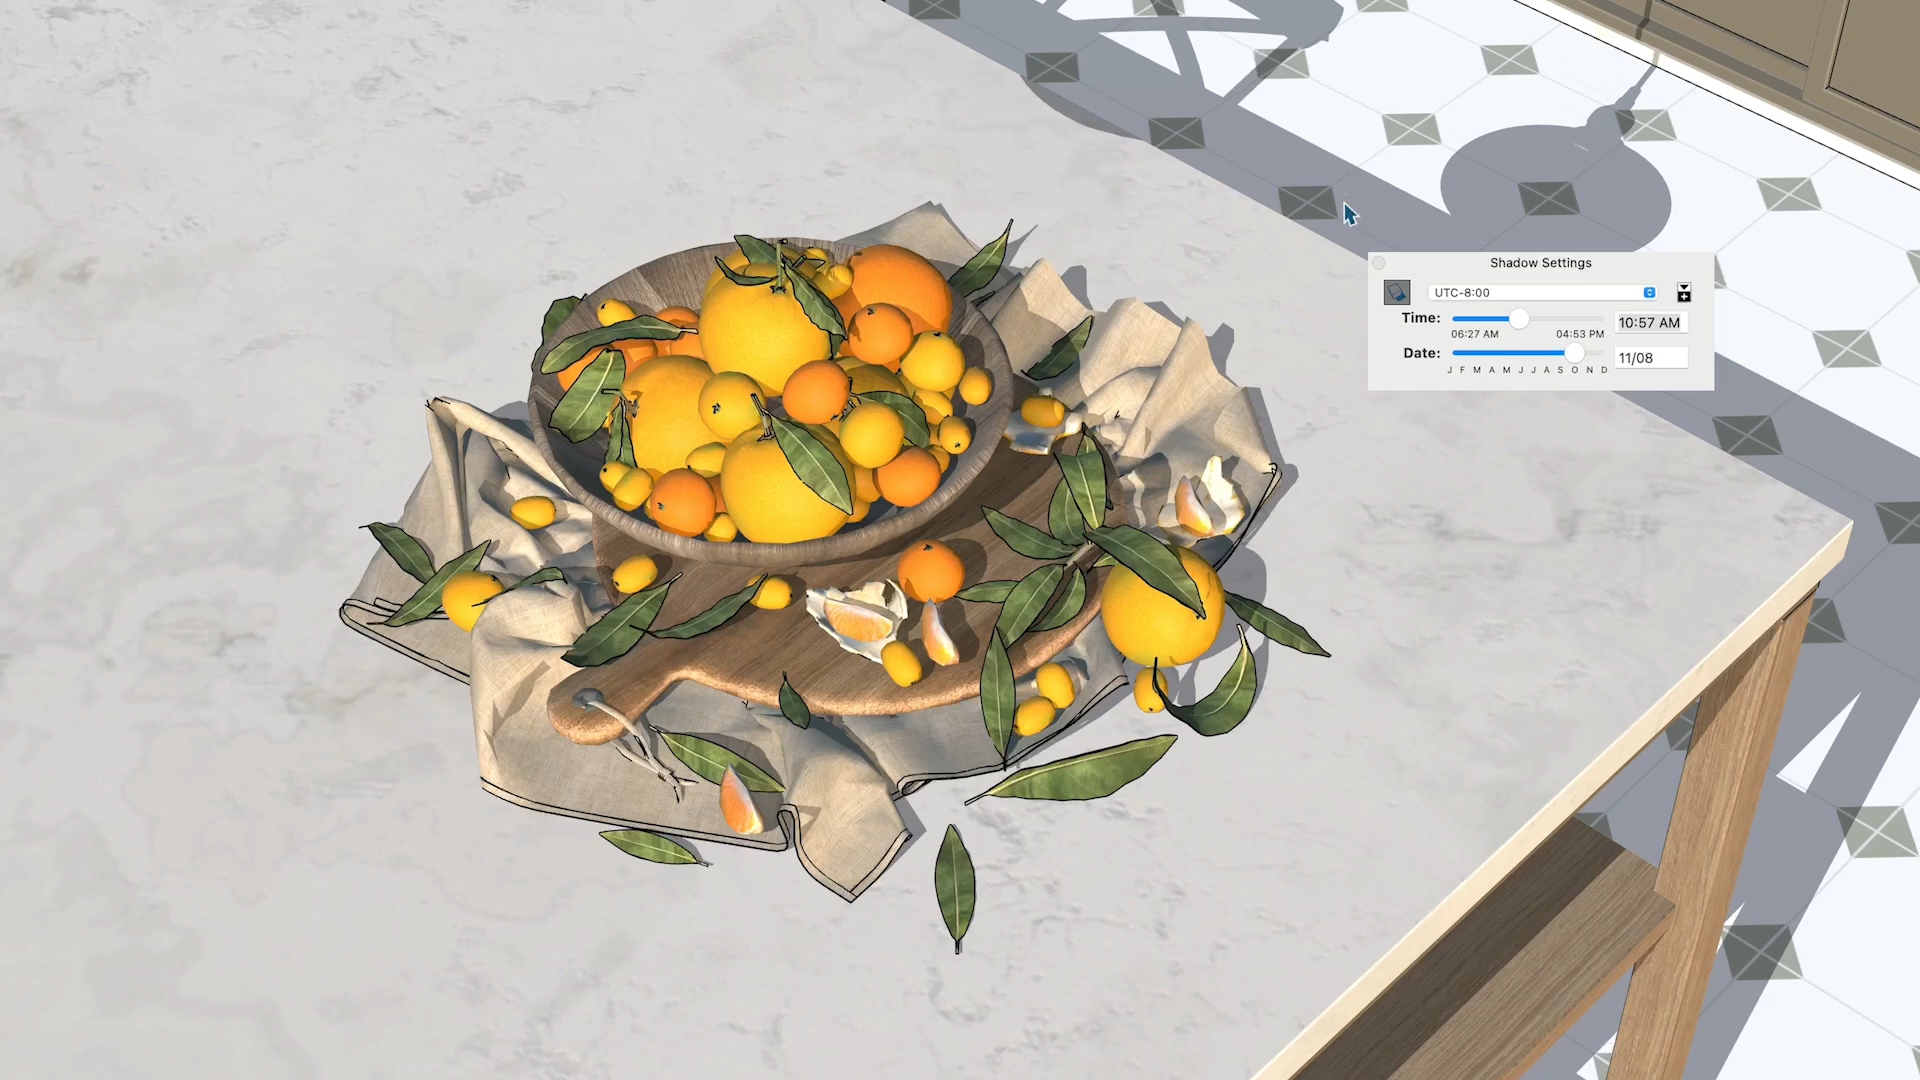 Shadow Settings
UTC-8:00
Time:
10:57 AM
06:27 AM 04:53 PM
Date:
11/08
J F M A M J J A S O N D